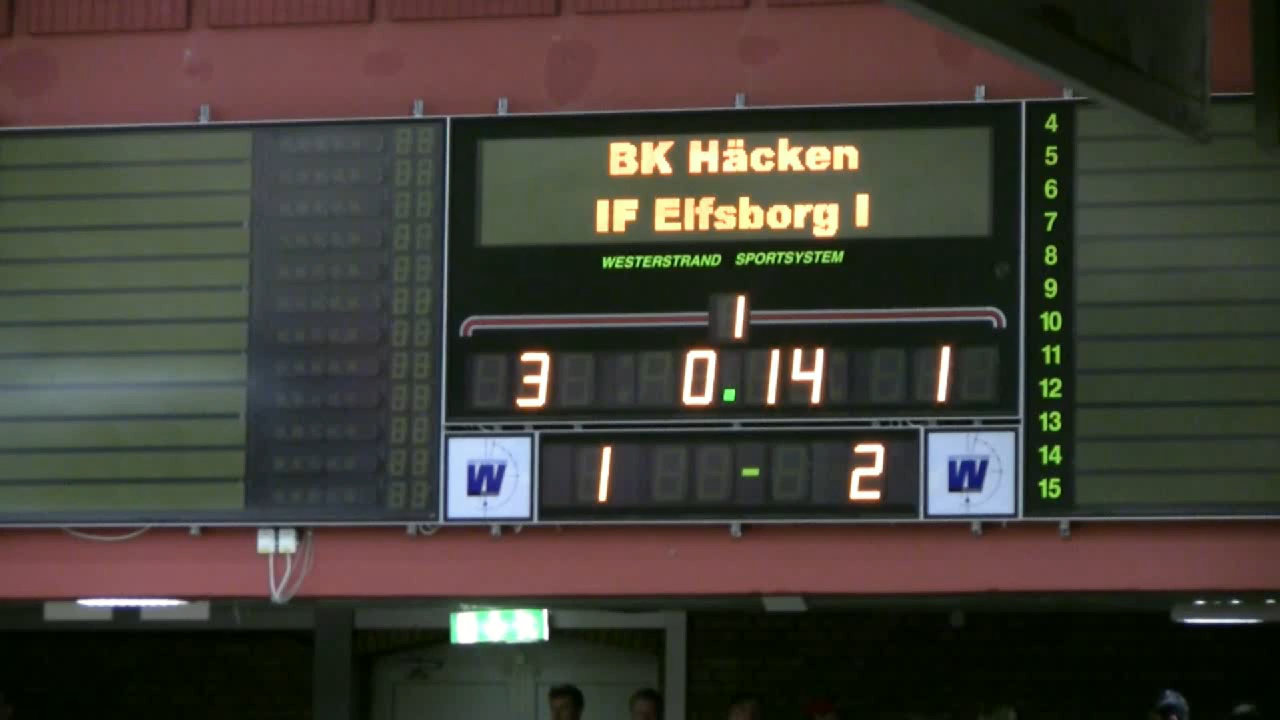 BK Häcken
IF Elfsborg I
WESTERSTRAND SPORTSYSTEM
1
3 0.14 1
W 1 - 2 W
4
5
6
7
8
9
10
11
12
13
14
15